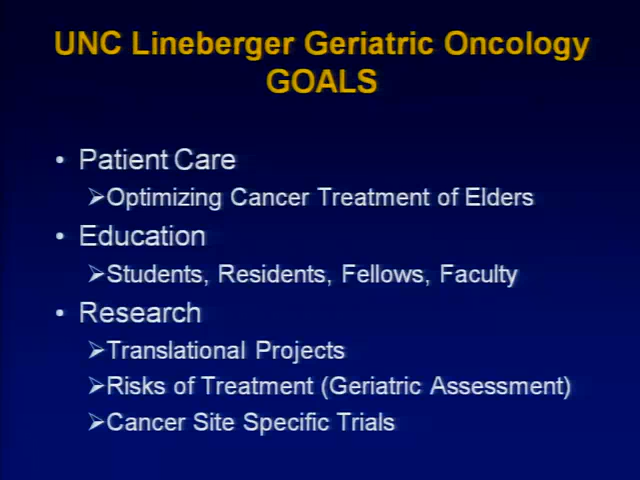 UNC Lineberger Geriatric Oncology
GOALS
• Patient Care
➢Optimizing Cancer Treatment of Elders
• Education
➢Students, Residents, Fellows, Faculty
• Research
➢Translational Projects
➢Risks of Treatment (Geriatric Assessment)
➢Cancer Site Specific Trials